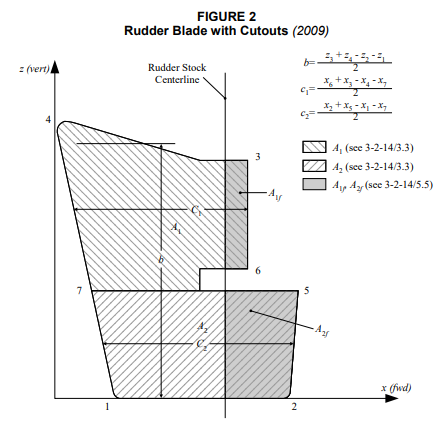 FIGURE 2
Rudder Blade with Cutouts (2009)
z (vert)
Rudder Stock
Centerline
b= z₃ + z₄ - z₂ - z₁ / 2
c₁= x₆ + x₃ - x₄ - x₇ / 2
c₂= x₂ + x₅ - x₁ - x₇ / 2
A₁ (see 3-2-14/3.3)
A₂ (see 3-2-14/3.3)
A₁f, A₂f (see 3-2-14/5.5)
4
3
A₁f
C₁
A₁
b
6
7
5
A₂
A₂f
C₂
x (fwd)
1
2